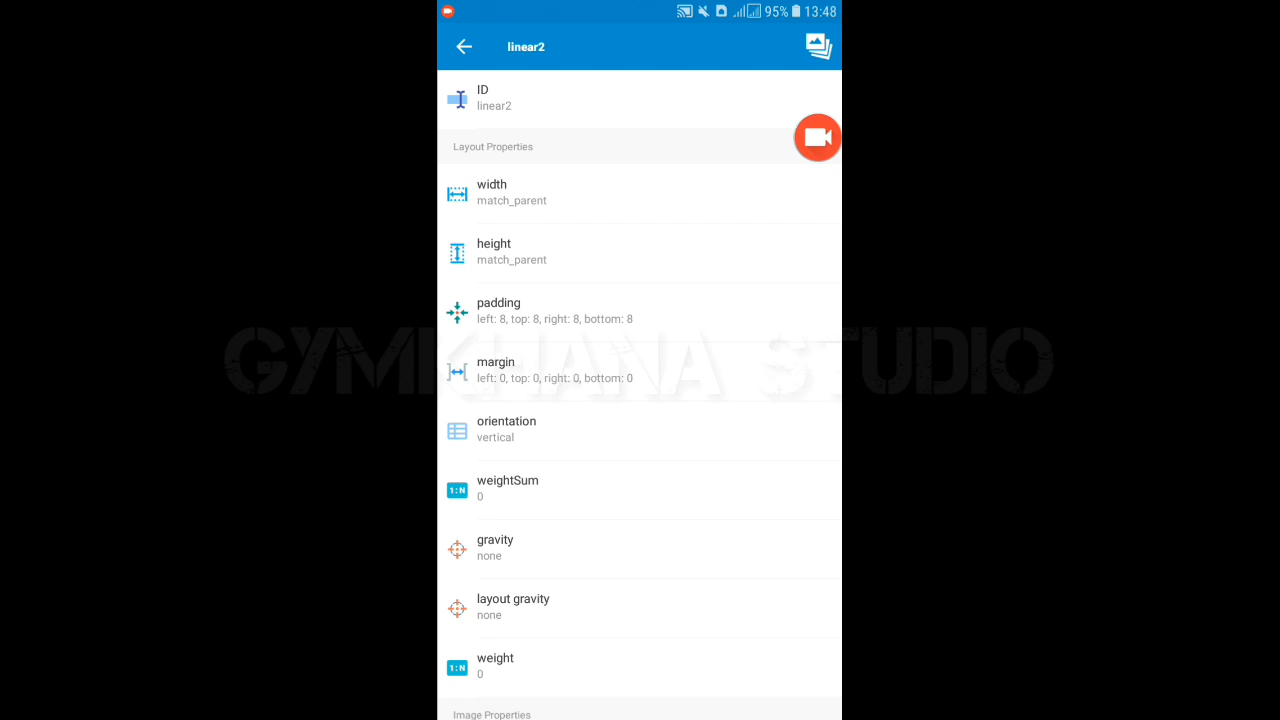 95% 13:48
linear2
ID
linear2
Layout Properties
width
match_parent
height
match_parent
padding
left: 8, top: 8, right: 8, bottom: 8
GYMKHANA STUDIO
margin
left: 0, top: 0, right: 0, bottom: 0
orientation
vertical
1:N
weightSum
0
gravity
none
layout gravity
none
1:N
weight
0
Image Properties